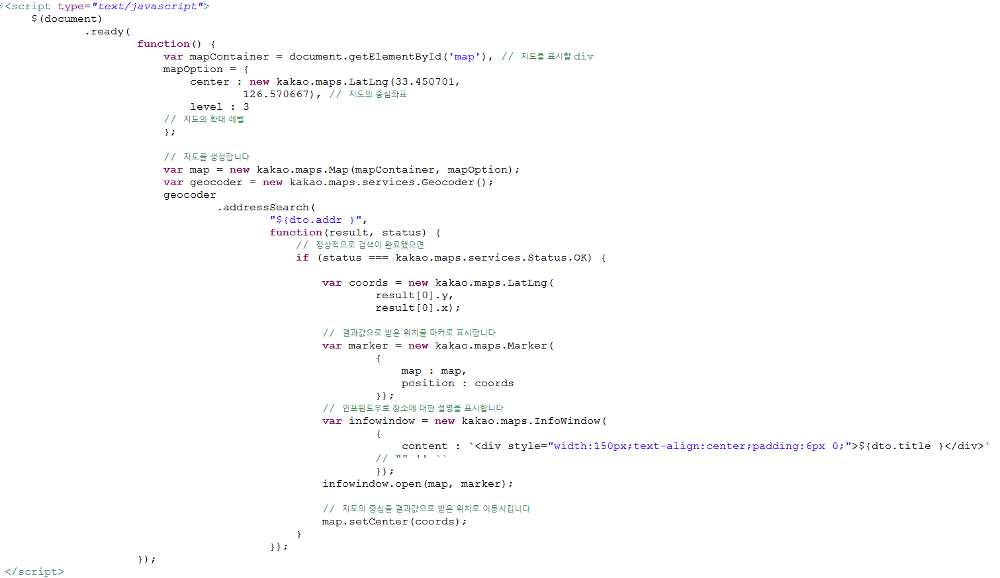 <script type="text/javascript">
$(document)
.ready(
function() {
var mapContainer = document.getElementById('map'), // 지도를 표시할 div
mapOption = {
center : new kakao.maps.LatLng(33.450701,
126.570667), // 지도의 중심좌표
level : 3
// 지도의 확대 레벨
};
// 지도를 생성합니다
var map = new kakao.maps.Map(mapContainer, mapOption);
var geocoder = new kakao.maps.services.Geocoder();
geocoder
.addressSearch(
"${dto.addr }",
function(result, status) {
// 정상적으로 검색이 완료됐으면
if (status === kakao.maps.services.Status.OK) {
var coords = new kakao.maps.LatLng(
result[0].y,
result[0].x);
// 결과값으로 받은 위치를 마커로 표시합니다
var marker = new kakao.maps.Marker(
{
map : map,
position : coords
});
// 인포윈도우로 장소에 대한 설명을 표시합니다
var infowindow = new kakao.maps.InfoWindow(
{
content : `<div style="width:150px;text-align:center;padding:6px 0;">${dto.title }</div>`
// "" '' ``
});
infowindow.open(map, marker);
// 지도의 중심을 결과값으로 받은 위치로 이동시킵니다
map.setCenter(coords);
}
});
});
</script>